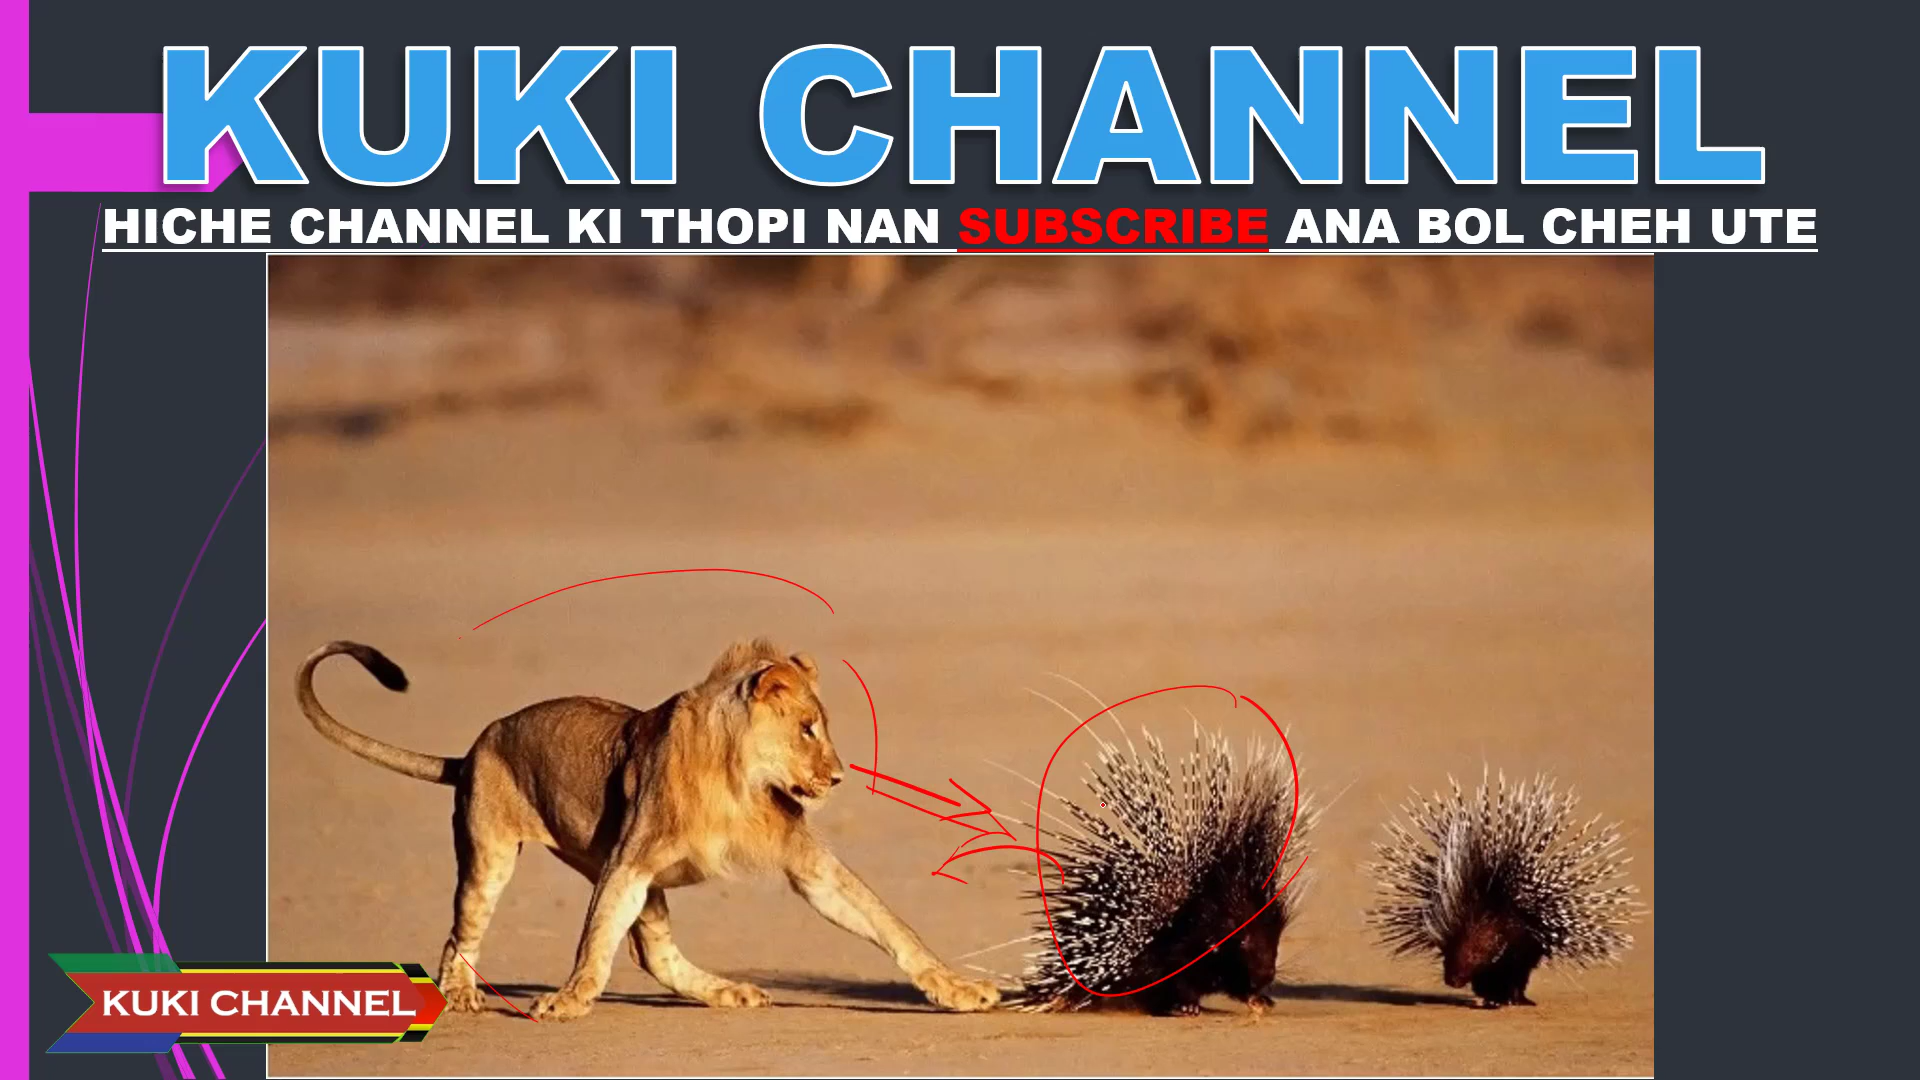 KUKI CHANNEL
HICHE CHANNEL KI THOPI NAN SUBSCRIBE ANA BOL CHEH UTE
KUKI CHANNEL